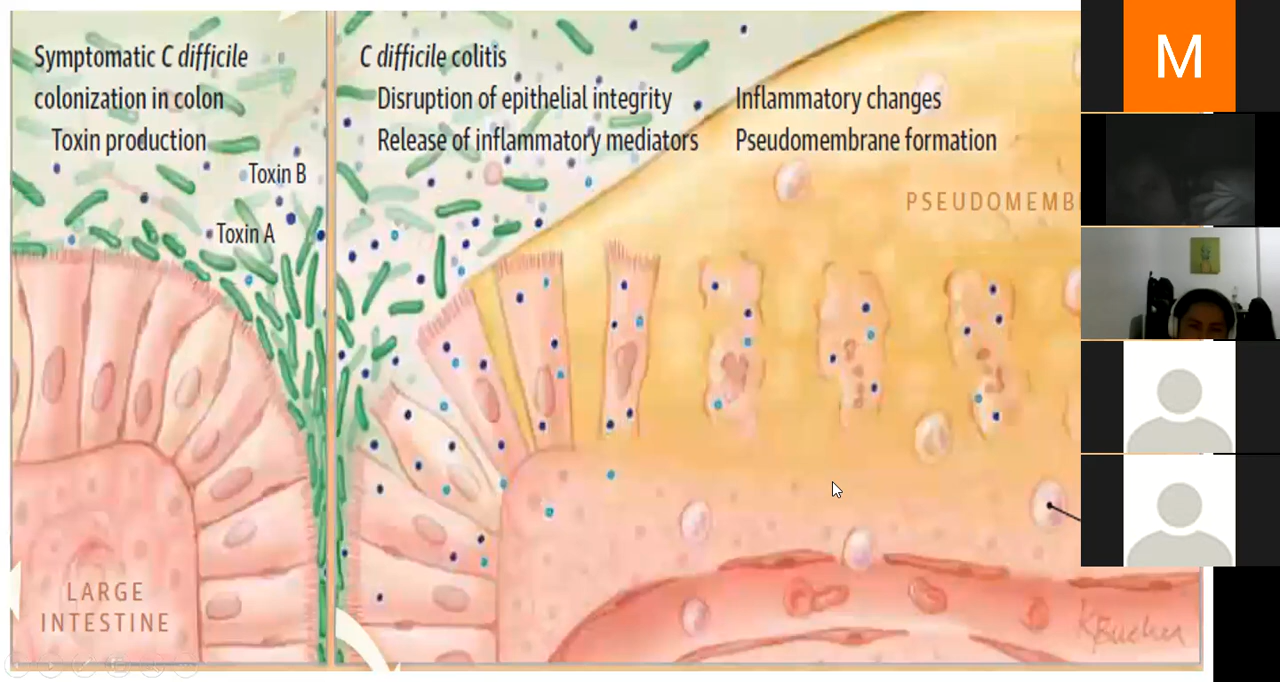 Symptomatic C difficile
colonization in colon
Toxin production
Toxin B
Toxin A
LARGE
INTESTINE
C difficile colitis
Disruption of epithelial integrity
Release of inflammatory mediators
Inflammatory changes
Pseudomembrane formation
PSEUDOMEMB
KBucher
M